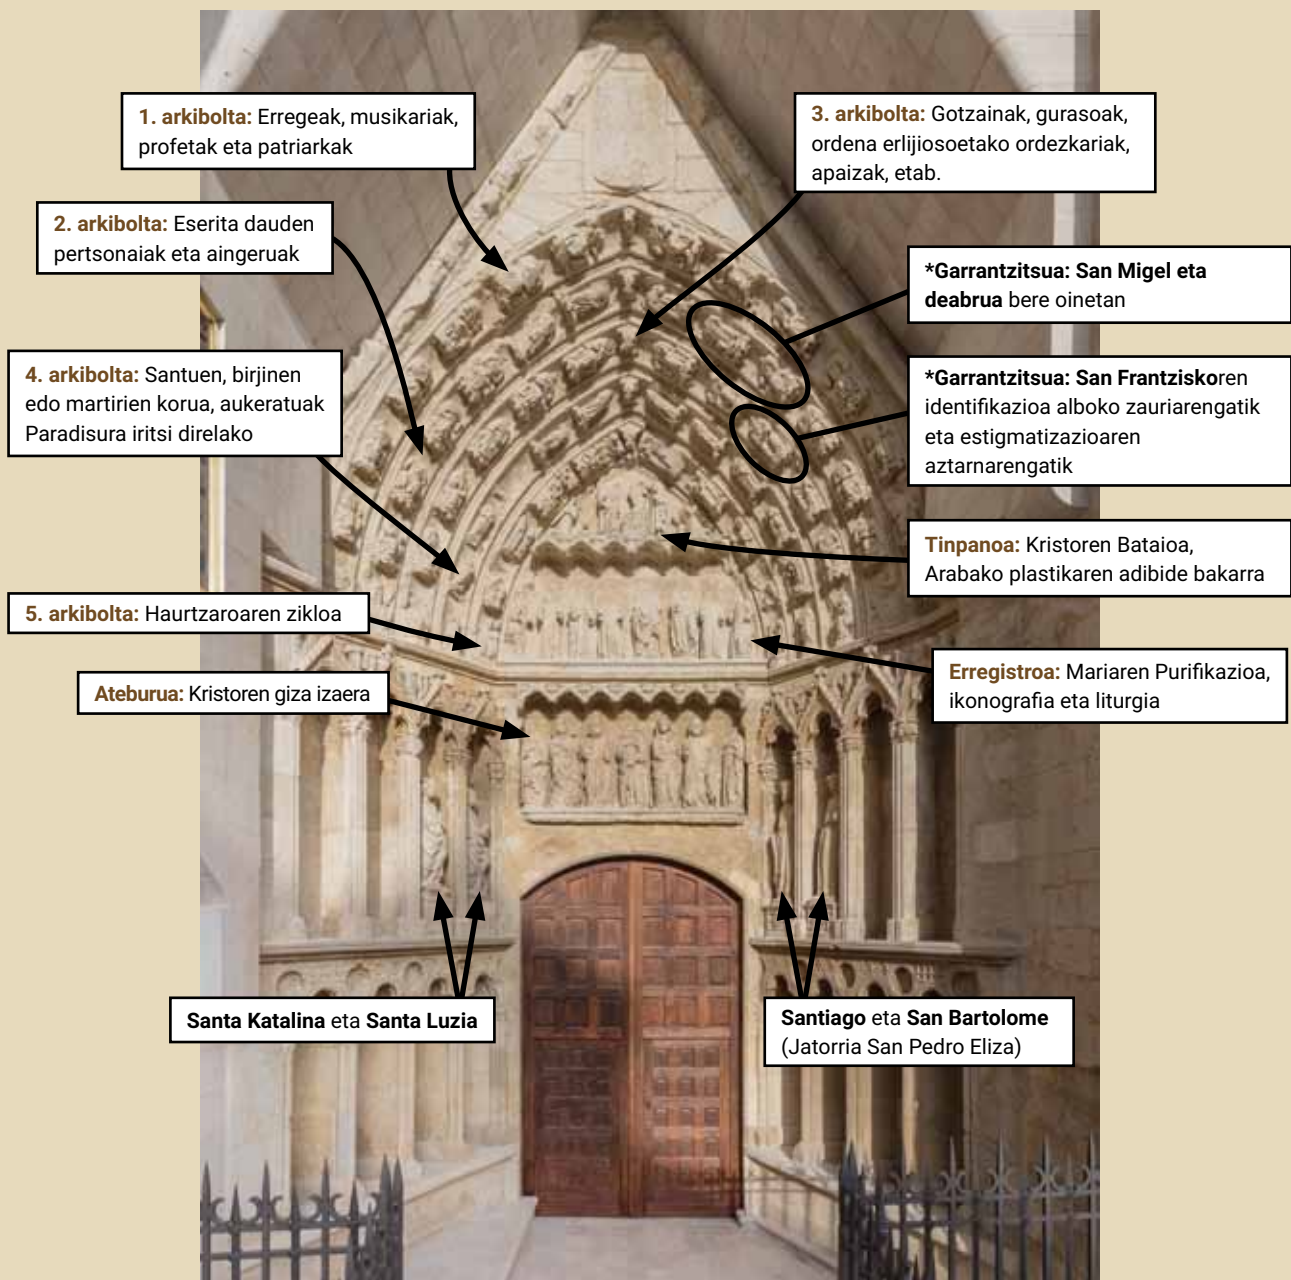 1. arkibolta: Erregeak, musikariak,
profetak eta patriarkak
3. arkibolta: Gotzainak, gurasoak,
ordena erlijiosoetako ordezkariak,
apaizak, etab.
2. arkibolta: Eserita dauden
pertsonaiak eta aingeruak
*Garrantzitsua: San Migel eta
deabrua bere oinetan
4. arkibolta: Santuen, birjinen
edo martirien korua, aukeratuak
Paradisura iritsi direlako
*Garrantzitsua: San Frantziskoren
identifikazioa alboko zauriarengatik
eta estigmatizazioaren
aztarnarengatik
Tinpanoa: Kristoren Bataioa,
Arabako plastikaren adibide bakarra
5. arkibolta: Haurtzaroaren zikloa
Erregistroa: Mariaren Purifikazioa,
ikonografia eta liturgia
Ateburua: Kristoren giza izaera
Santa Katalina eta Santa Luzia
Santiago eta San Bartolome
(Jatorria San Pedro Eliza)